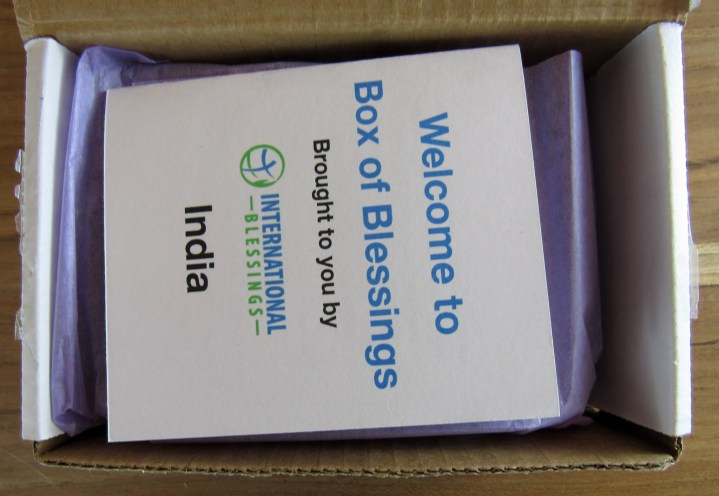 Welcome to
Box of Blessings
Brought to you by
INTERNATIONAL
—BLESSINGS—
India